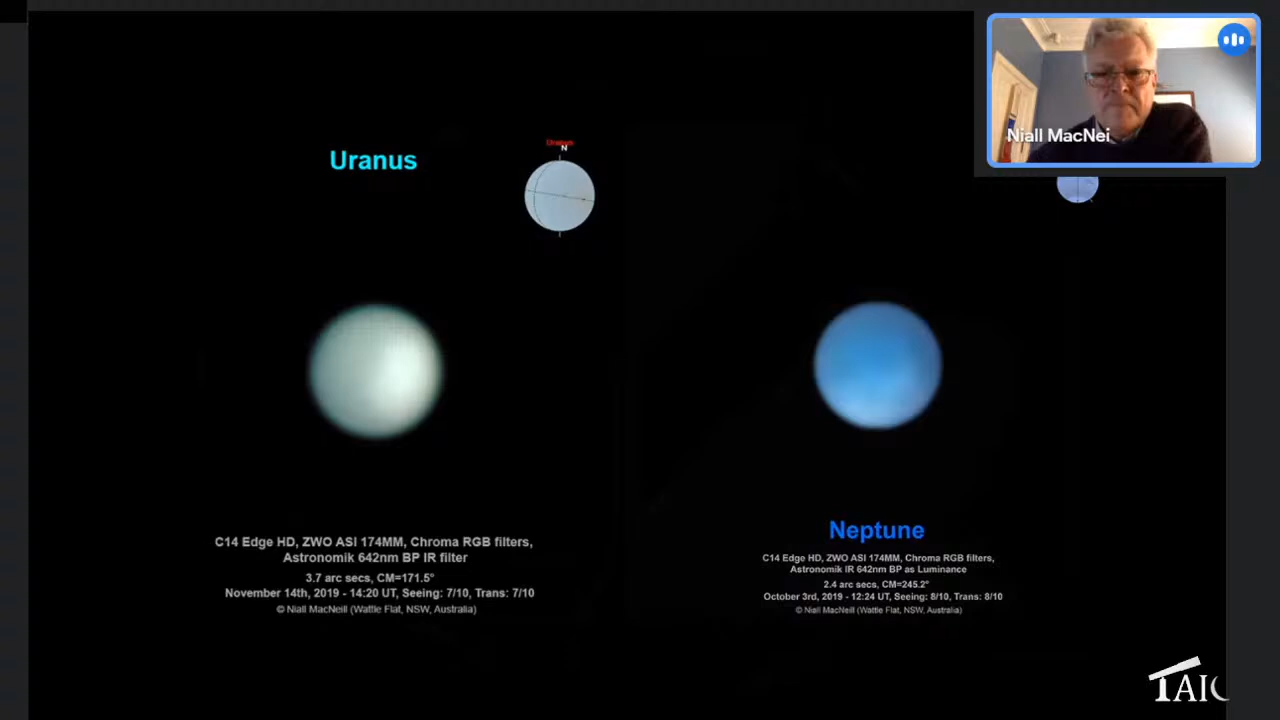 Niall MacNei
Uranus
Uranus
N
C14 Edge HD, ZWO ASI 174MM, Chroma RGB filters,
Astronomik 642nm BP IR filter
3.7 arc secs, CM=171.5°
November 14th, 2019 - 14:20 UT, Seeing: 7/10, Trans: 7/10
© Niall MacNeill (Wattle Flat, NSW, Australia)
Neptune
C14 Edge HD, ZWO ASI 174MM, Chroma RGB filters,
Astronomik IR 642nm BP as Luminance
2.4 arc secs, CM=245.2°
October 3rd, 2019 - 12:24 UT, Seeing: 8/10, Trans: 8/10
© Niall MacNeill (Wattle Flat, NSW, Australia)
TAIC